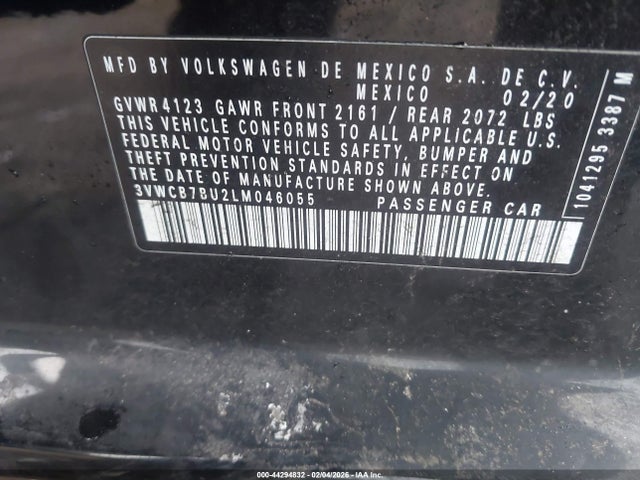 MFD BY VOLKSWAGEN DE MEXICO S.A. DE C.V.
MEXICO 02/20
GVWR 4123 GAWR FRONT 2161 / REAR 2072 LBS
THIS VEHICLE CONFORMS TO ALL APPLICABLE U.S.
FEDERAL MOTOR VEHICLE SAFETY, BUMPER AND
THEFT PREVENTION STANDARDS IN EFFECT ON
THE DATE OF MANUFACTURE SHOWN ABOVE.
3VWCB7BU2LM046055 PASSENGER CAR
1041295 3387 M
000-44294832 - 02/04/2026 - IAA Inc.